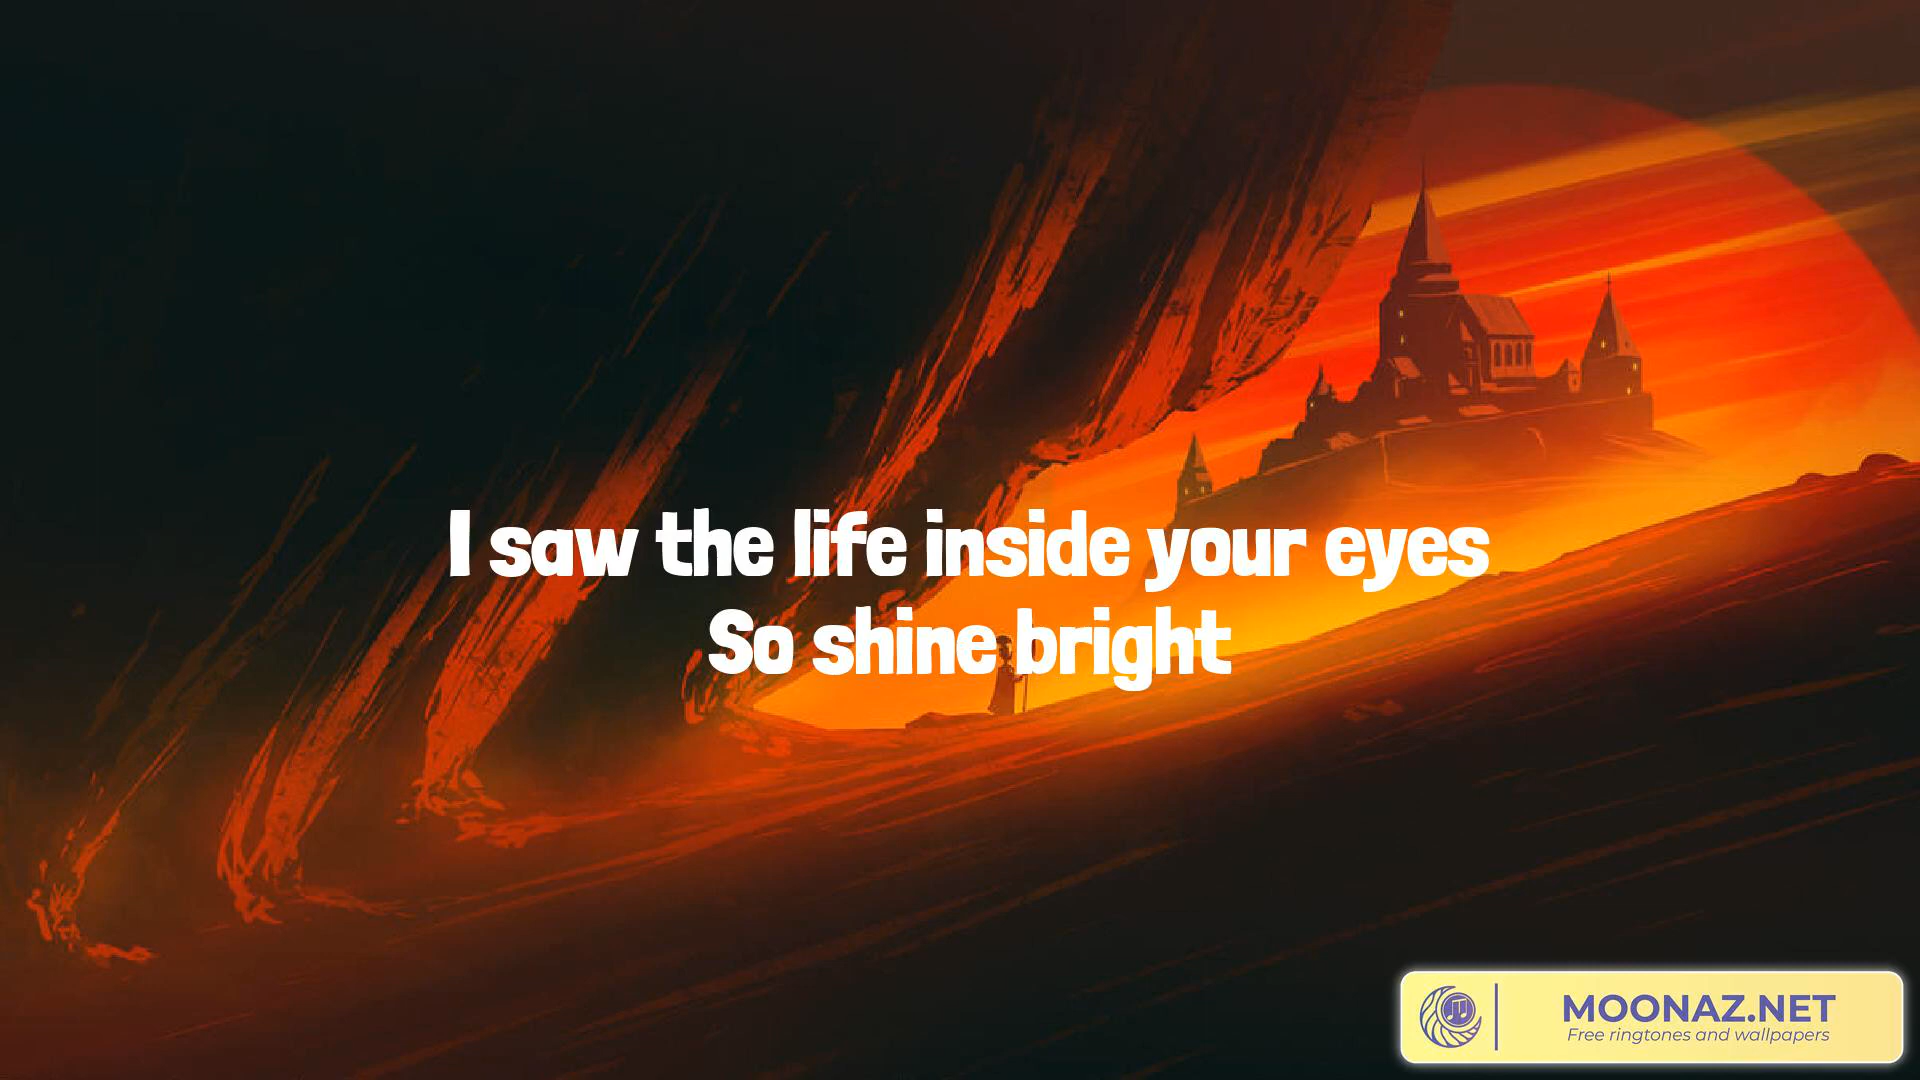 I saw the life inside your eyes
So shine bright
MOONAZ.NET
Free ringtones and wallpapers